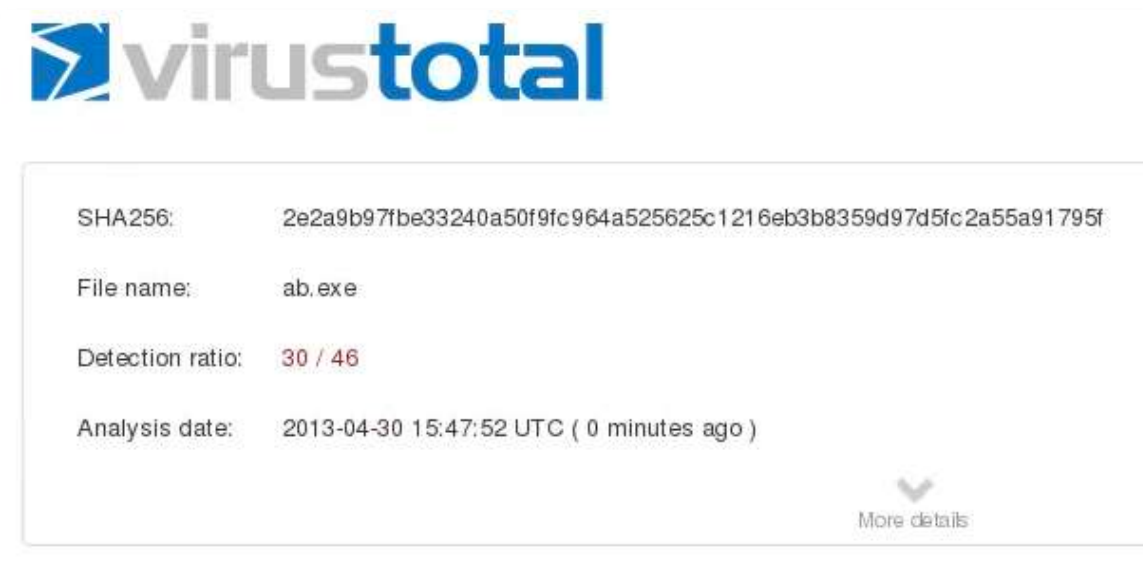 virustotal
SHA256: 2e2a9b97fbe33240a50f9fc964a525625c1216eb3b8359d97d5fc2a55a91795f
File name: ab.exe
Detection ratio: 30 / 46
Analysis date: 2013-04-30 15:47:52 UTC ( 0 minutes ago )
More details